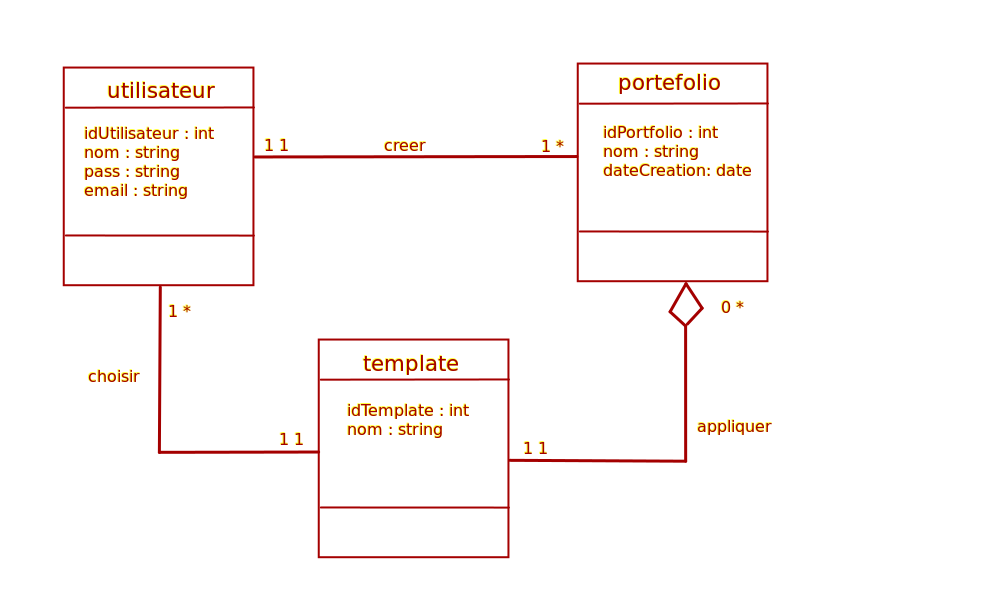 utilisateur
idUtilisateur : int
nom : string
pass : string
email : string
1 1
creer
1 *
portefolio
idPortfolio : int
nom : string
dateCreation: date
1 *
choisir
1 1
template
idTemplate : int
nom : string
1 1
appliquer
0 *